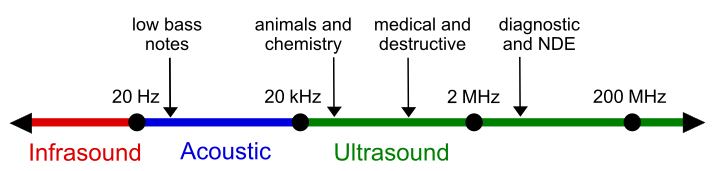 low bass
notes
animals and
chemistry
medical and
destructive
diagnostic
and NDE
20 Hz
20 kHz
2 MHz
200 MHz
Infrasound
Acoustic
Ultrasound